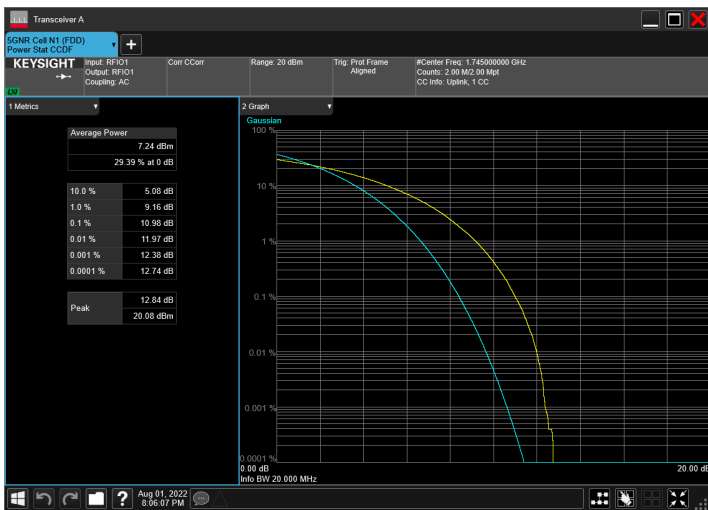 Transceiver A
5GNR Cell N1 (FDD)
Power Stat CCDF
KEYSIGHT
LXI
Input: RFIO1
Output: RFIO1
Coupling: AC
Corr CCorr
Range: 20 dBm
Trig: Prot Frame
Aligned
#Center Freq: 1.745000000 GHz
Counts: 2.00 M/2.00 Mpt
CC Info: Uplink, 1 CC
1 Metrics
Average Power
7.24 dBm
29.39 % at 0 dB
10.0 % 5.08 dB
1.0 % 9.16 dB
0.1 % 10.98 dB
0.01 % 11.97 dB
0.001 % 12.38 dB
0.0001 % 12.74 dB
Peak
12.84 dB
20.08 dBm
2 Graph
Gaussian
100 %
10 %
1 %
0.1 %
0.01 %
0.001 %
0.0001 %
0.00 dB 20.00 dB
Info BW 20.000 MHz
Aug 01, 2022
8:06:07 PM